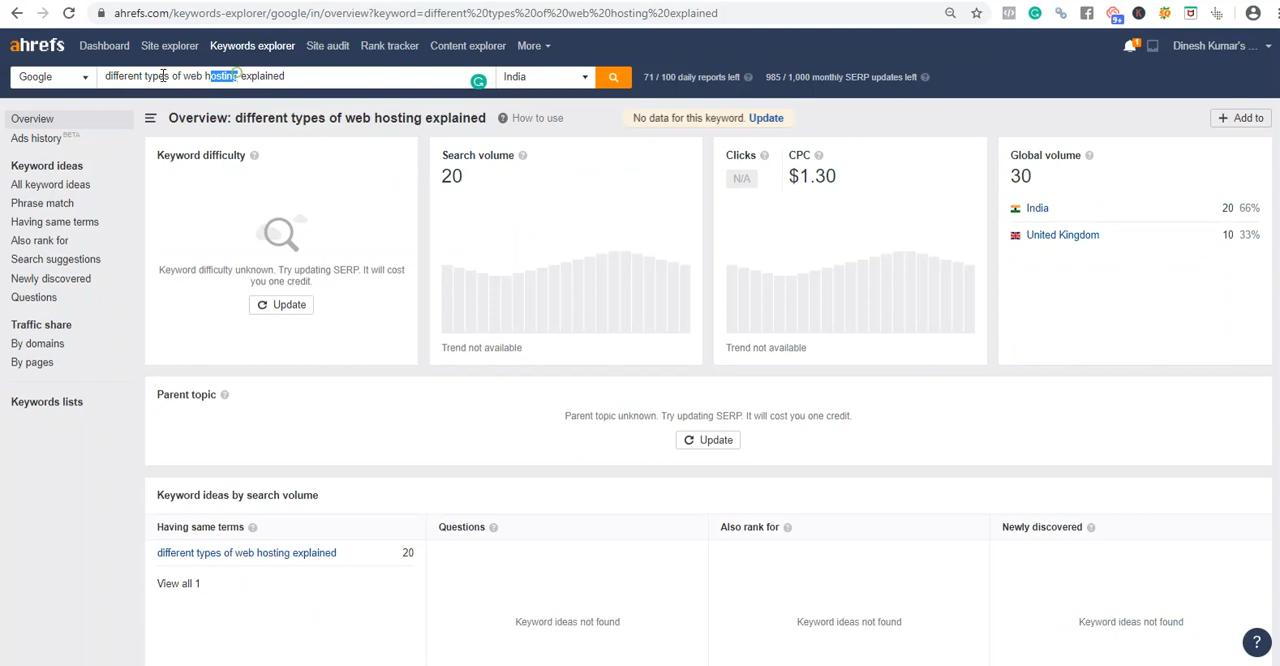 ahrefs.com/keywords-explorer/google/in/overview?keyword=different%20types%20of%20web%20hosting%20explained
9+
ahrefs Dashboard Site explorer Keywords explorer Site audit Rank tracker Content explorer More 1 Dinesh Kumar's ...
Google different types of web hosting explained India 71 / 100 daily reports left ? 985 / 1,000 monthly SERP updates left ?
Overview
Ads history BETA
Keyword ideas
All keyword ideas
Phrase match
Having same terms
Also rank for
Search suggestions
Newly discovered
Questions
Traffic share
By domains
By pages
Keywords lists
Overview: different types of web hosting explained ? How to use No data for this keyword. Update + Add to
Keyword difficulty ?
Keyword difficulty unknown. Try updating SERP. It will cost
you one credit.
Update
Search volume ?
20
Trend not available
Clicks ? CPC ?
N/A $1.30
Trend not available
Global volume ?
30
India 20 66%
United Kingdom 10 33%
Parent topic ?
Parent topic unknown. Try updating SERP. It will cost you one credit.
Update
Keyword ideas by search volume
Having same terms ? Questions ? Also rank for ? Newly discovered ?
different types of web hosting explained 20
View all 1
Keyword ideas not found Keyword ideas not found Keyword ideas not found
?